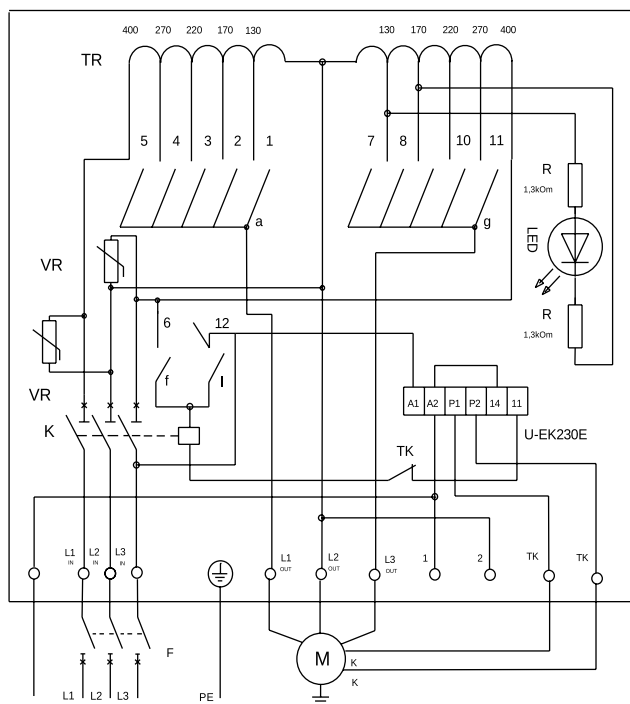 400 270 220 170 130 130 170 220 270 400
TR
5 4 3 2 1 7 8 10 11
R
1,3kOm
a g
LED
VR
R
1,3kOm
6 12
f l
VR
A1 A2 P1 P2 14 11
K
U-EK230E
TK
L1 IN L2 IN L3 IN L1 OUT L2 OUT L3 OUT 1 2 TK TK
F
M
K
K
L1 L2 L3 PE